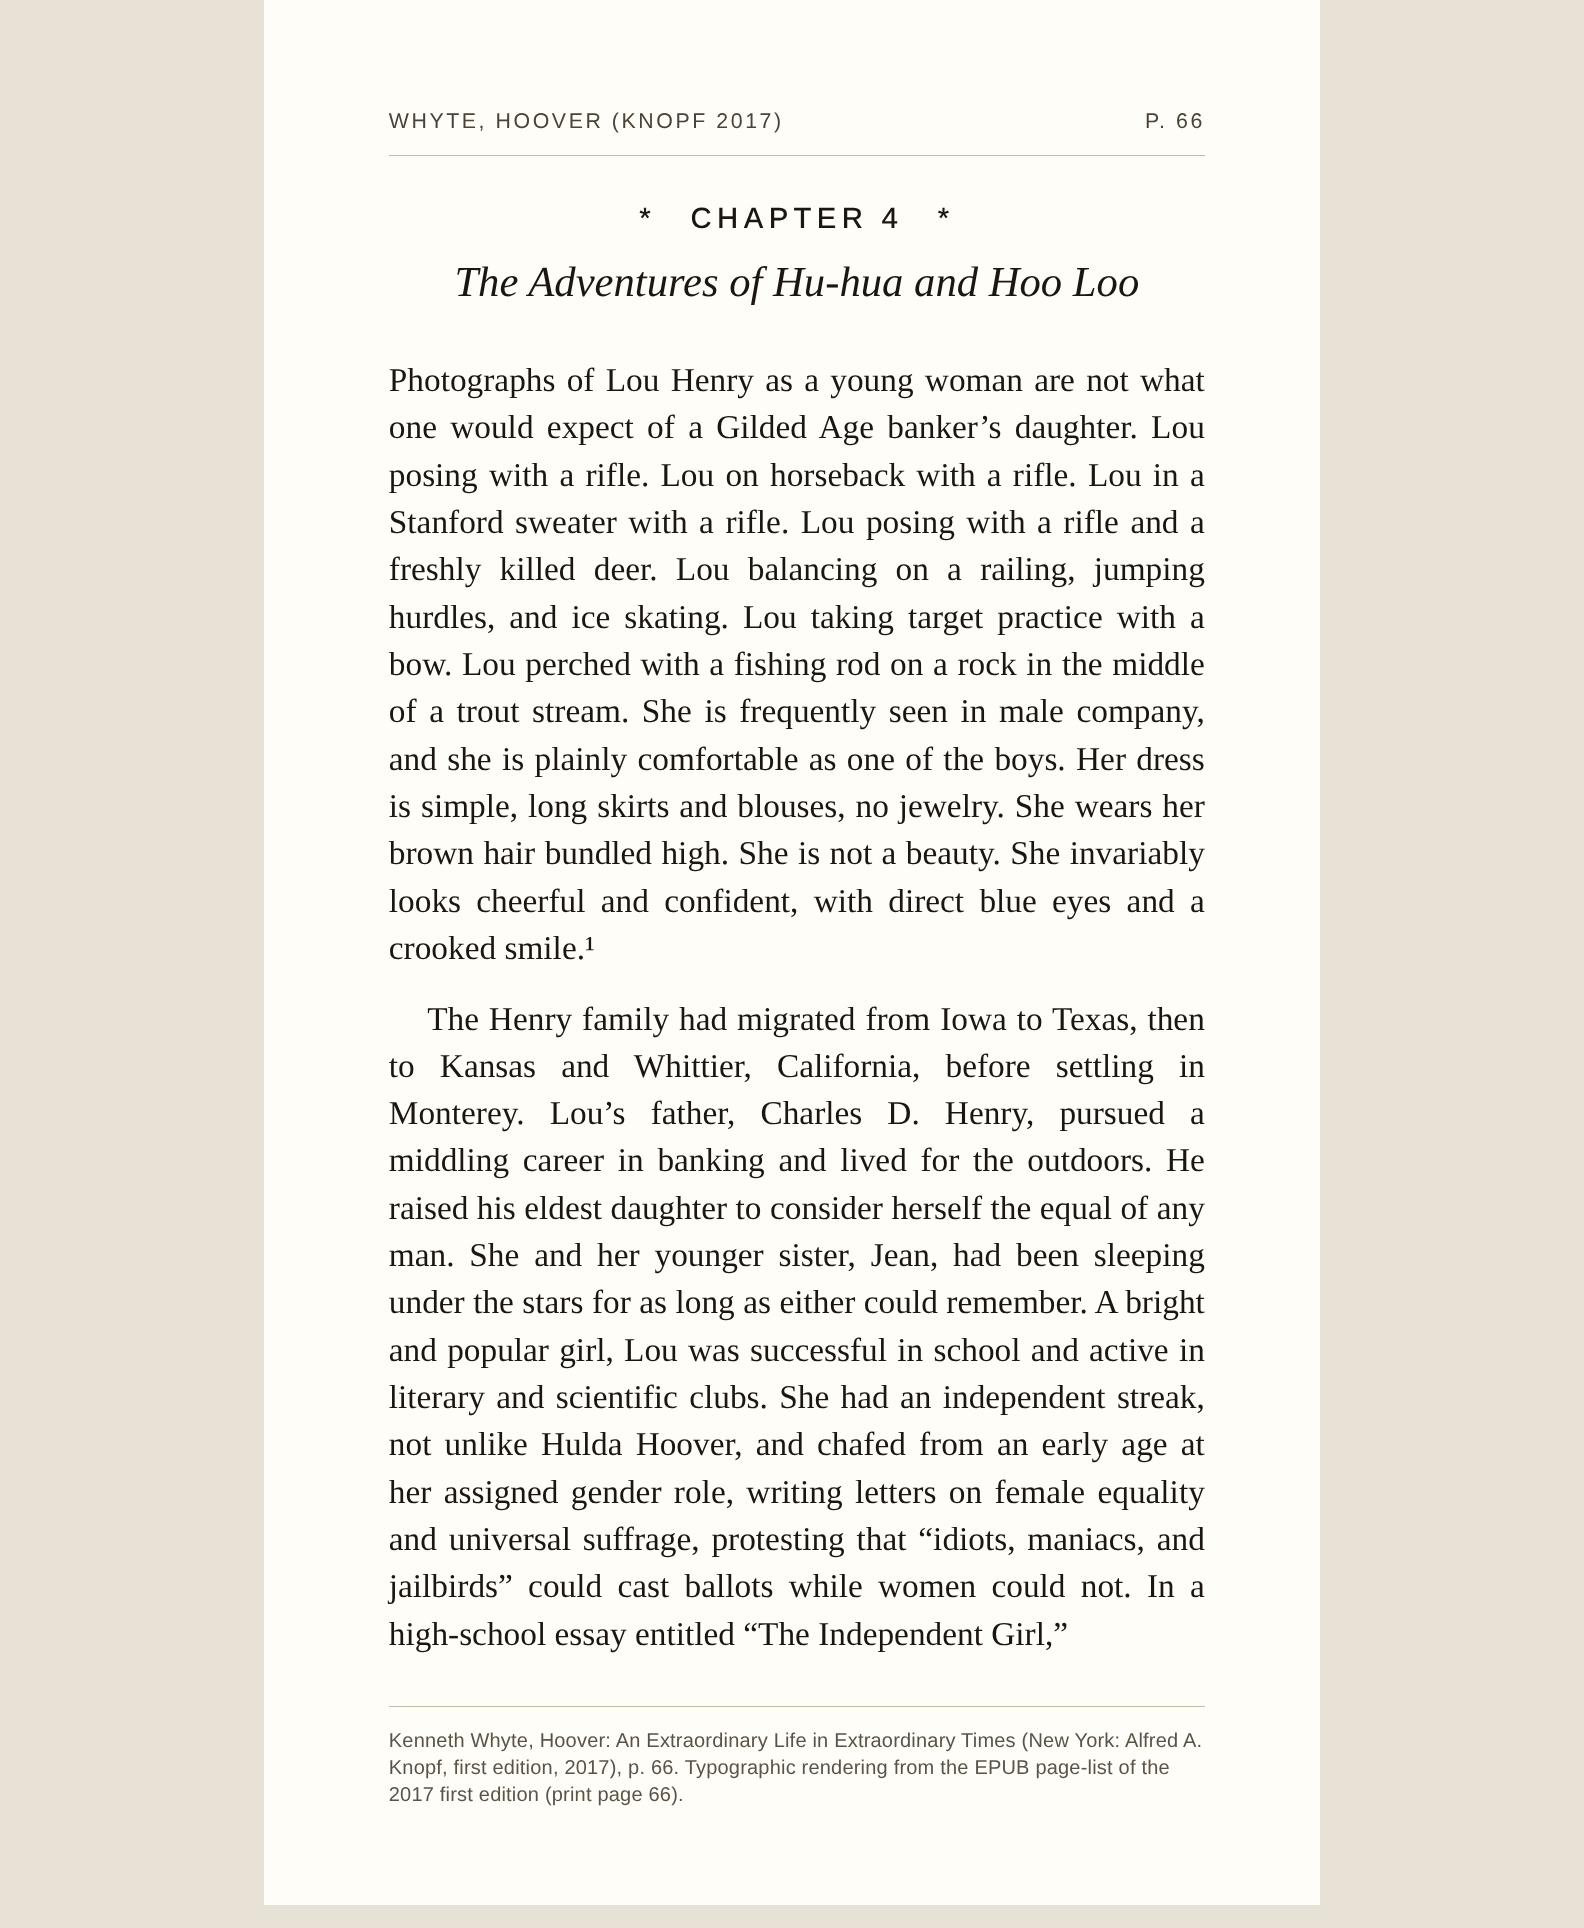 WHYTE, HOOVER (KNOPF 2017) P. 66
* CHAPTER 4 *
The Adventures of Hu-hua and Hoo Loo
Photographs of Lou Henry as a young woman are not what
one would expect of a Gilded Age banker’s daughter. Lou
posing with a rifle. Lou on horseback with a rifle. Lou in a
Stanford sweater with a rifle. Lou posing with a rifle and a
freshly killed deer. Lou balancing on a railing, jumping
hurdles, and ice skating. Lou taking target practice with a
bow. Lou perched with a fishing rod on a rock in the middle
of a trout stream. She is frequently seen in male company,
and she is plainly comfortable as one of the boys. Her dress
is simple, long skirts and blouses, no jewelry. She wears her
brown hair bundled high. She is not a beauty. She invariably
looks cheerful and confident, with direct blue eyes and a
crooked smile.¹
The Henry family had migrated from Iowa to Texas, then
to Kansas and Whittier, California, before settling in
Monterey. Lou’s father, Charles D. Henry, pursued a
middling career in banking and lived for the outdoors. He
raised his eldest daughter to consider herself the equal of any
man. She and her younger sister, Jean, had been sleeping
under the stars for as long as either could remember. A bright
and popular girl, Lou was successful in school and active in
literary and scientific clubs. She had an independent streak,
not unlike Hulda Hoover, and chafed from an early age at
her assigned gender role, writing letters on female equality
and universal suffrage, protesting that “idiots, maniacs, and
jailbirds” could cast ballots while women could not. In a
high-school essay entitled “The Independent Girl,”
Kenneth Whyte, Hoover: An Extraordinary Life in Extraordinary Times (New York: Alfred A.
Knopf, first edition, 2017), p. 66. Typographic rendering from the EPUB page-list of the
2017 first edition (print page 66).